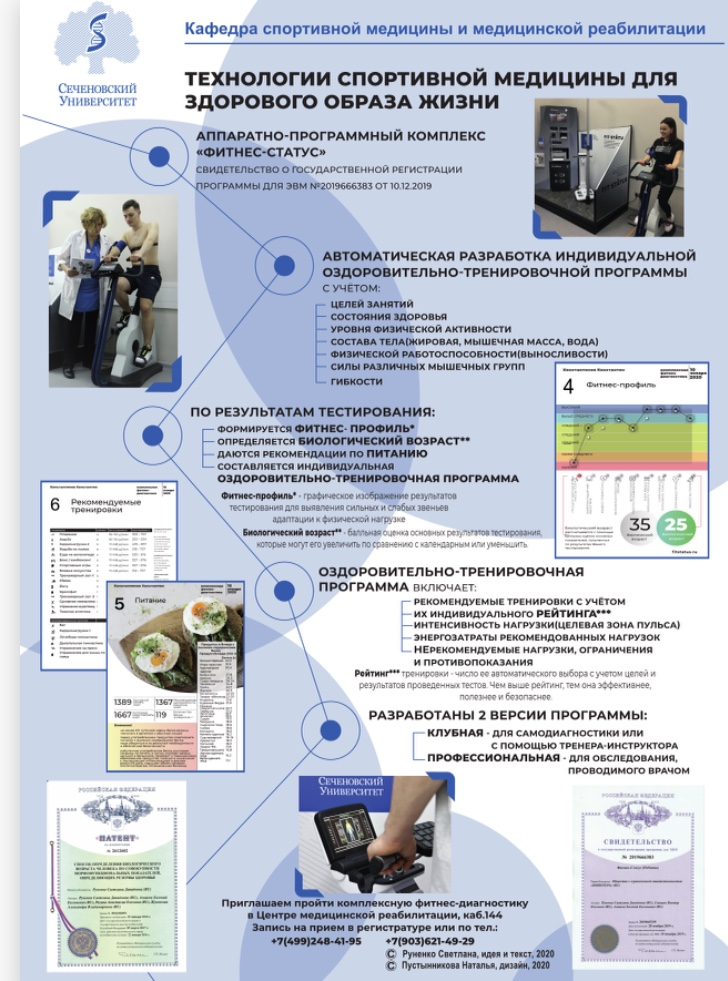 Сеченовский
Университет
Кафедра спортивной медицины и медицинской реабилитации
ТЕХНОЛОГИИ СПОРТИВНОЙ МЕДИЦИНЫ ДЛЯ
ЗДОРОВОГО ОБРАЗА ЖИЗНИ
АППАРАТНО-ПРОГРАММНЫЙ КОМПЛЕКС
«ФИТНЕС-СТАТУС»
СВИДЕТЕЛЬСТВО О ГОСУДАРСТВЕННОЙ РЕГИСТРАЦИИ
ПРОГРАММЫ ДЛЯ ЭВМ №2019666383 ОТ 10.12.2019
АВТОМАТИЧЕСКАЯ РАЗРАБОТКА ИНДИВИДУАЛЬНОЙ
ОЗДОРОВИТЕЛЬНО-ТРЕНИРОВОЧНОЙ ПРОГРАММЫ
С УЧЁТОМ:
ЦЕЛЕЙ ЗАНЯТИЙ
СОСТОЯНИЯ ЗДОРОВЬЯ
УРОВНЯ ФИЗИЧЕСКОЙ АКТИВНОСТИ
СОСТАВА ТЕЛА(ЖИРОВАЯ, МЫШЕЧНАЯ МАССА, ВОДА)
ФИЗИЧЕСКОЙ РАБОТОСПОСОБНОСТИ(ВЫНОСЛИВОСТИ)
СИЛЫ РАЗЛИЧНЫХ МЫШЕЧНЫХ ГРУПП
ГИБКОСТИ
Константинов Константин
4 Фитнес-профиль
35
25
fitstatus.ru
ПО РЕЗУЛЬТАТАМ ТЕСТИРОВАНИЯ:
ФОРМИРУЕТСЯ ФИТНЕС- ПРОФИЛЬ*
ОПРЕДЕЛЯЕТСЯ БИОЛОГИЧЕСКИЙ ВОЗРАСТ**
ДАЮТСЯ РЕКОМЕНДАЦИИ ПО ПИТАНИЮ
СОСТАВЛЯЕТСЯ ИНДИВИДУАЛЬНАЯ
ОЗДОРОВИТЕЛЬНО-ТРЕНИРОВОЧНАЯ ПРОГРАММА
Фитнес-профиль* - графическое изображение результатов
тестирования для выявления сильных и слабых звеньев
адаптации к физической нагрузке
Биологический возраст** - балльная оценка основных результатов тестирования,
которые могут его увеличить по сравнению с календарным или уменьшить.
Константинов Константин
6 Рекомендуемые
тренировки
Константинов Константин
5 Питание
1389
1367
1667
119
ОЗДОРОВИТЕЛЬНО-ТРЕНИРОВОЧНАЯ
ПРОГРАММА ВКЛЮЧАЕТ:
РЕКОМЕНДУЕМЫЕ ТРЕНИРОВКИ С УЧЁТОМ
ИХ ИНДИВИДУАЛЬНОГО РЕЙТИНГА***
ИНТЕНСИВНОСТЬ НАГРУЗКИ(ЦЕЛЕВАЯ ЗОНА ПУЛЬСА)
ЭНЕРГОЗАТРАТЫ РЕКОМЕНДОВАННЫХ НАГРУЗОК
НЕРЕКОМЕНДУЕМЫЕ НАГРУЗКИ, ОГРАНИЧЕНИЯ
И ПРОТИВОПОКАЗАНИЯ
Рейтинг*** тренировки - число ее автоматического выбора с учетом целей и
результатов проведенных тестов. Чем выше рейтинг, тем она эффективнее,
полезнее и безопаснее.
РАЗРАБОТАНЫ 2 ВЕРСИИ ПРОГРАММЫ:
КЛУБНАЯ - ДЛЯ САМОДИАГНОСТИКИ ИЛИ
С ПОМОЩЬЮ ТРЕНЕРА-ИНСТРУКТОРА
ПРОФЕССИОНАЛЬНАЯ - ДЛЯ ОБСЛЕДОВАНИЯ,
ПРОВОДИМОГО ВРАЧОМ
Сеченовский
Университет
РОССИЙСКАЯ ФЕДЕРАЦИЯ
ПАТЕНТ
РОССИЙСКАЯ ФЕДЕРАЦИЯ
СВИДЕТЕЛЬСТВО
№ 2019666383
Приглашаем пройти комплексную фитнес-диагностику
в Центре медицинской реабилитации, каб.144
Запись на прием в регистратуре или по тел.:
+7(499)248-41-95 +7(903)621-49-29
© Руненко Светлана, идея и текст, 2020
© Пустынникова Наталья, дизайн, 2020